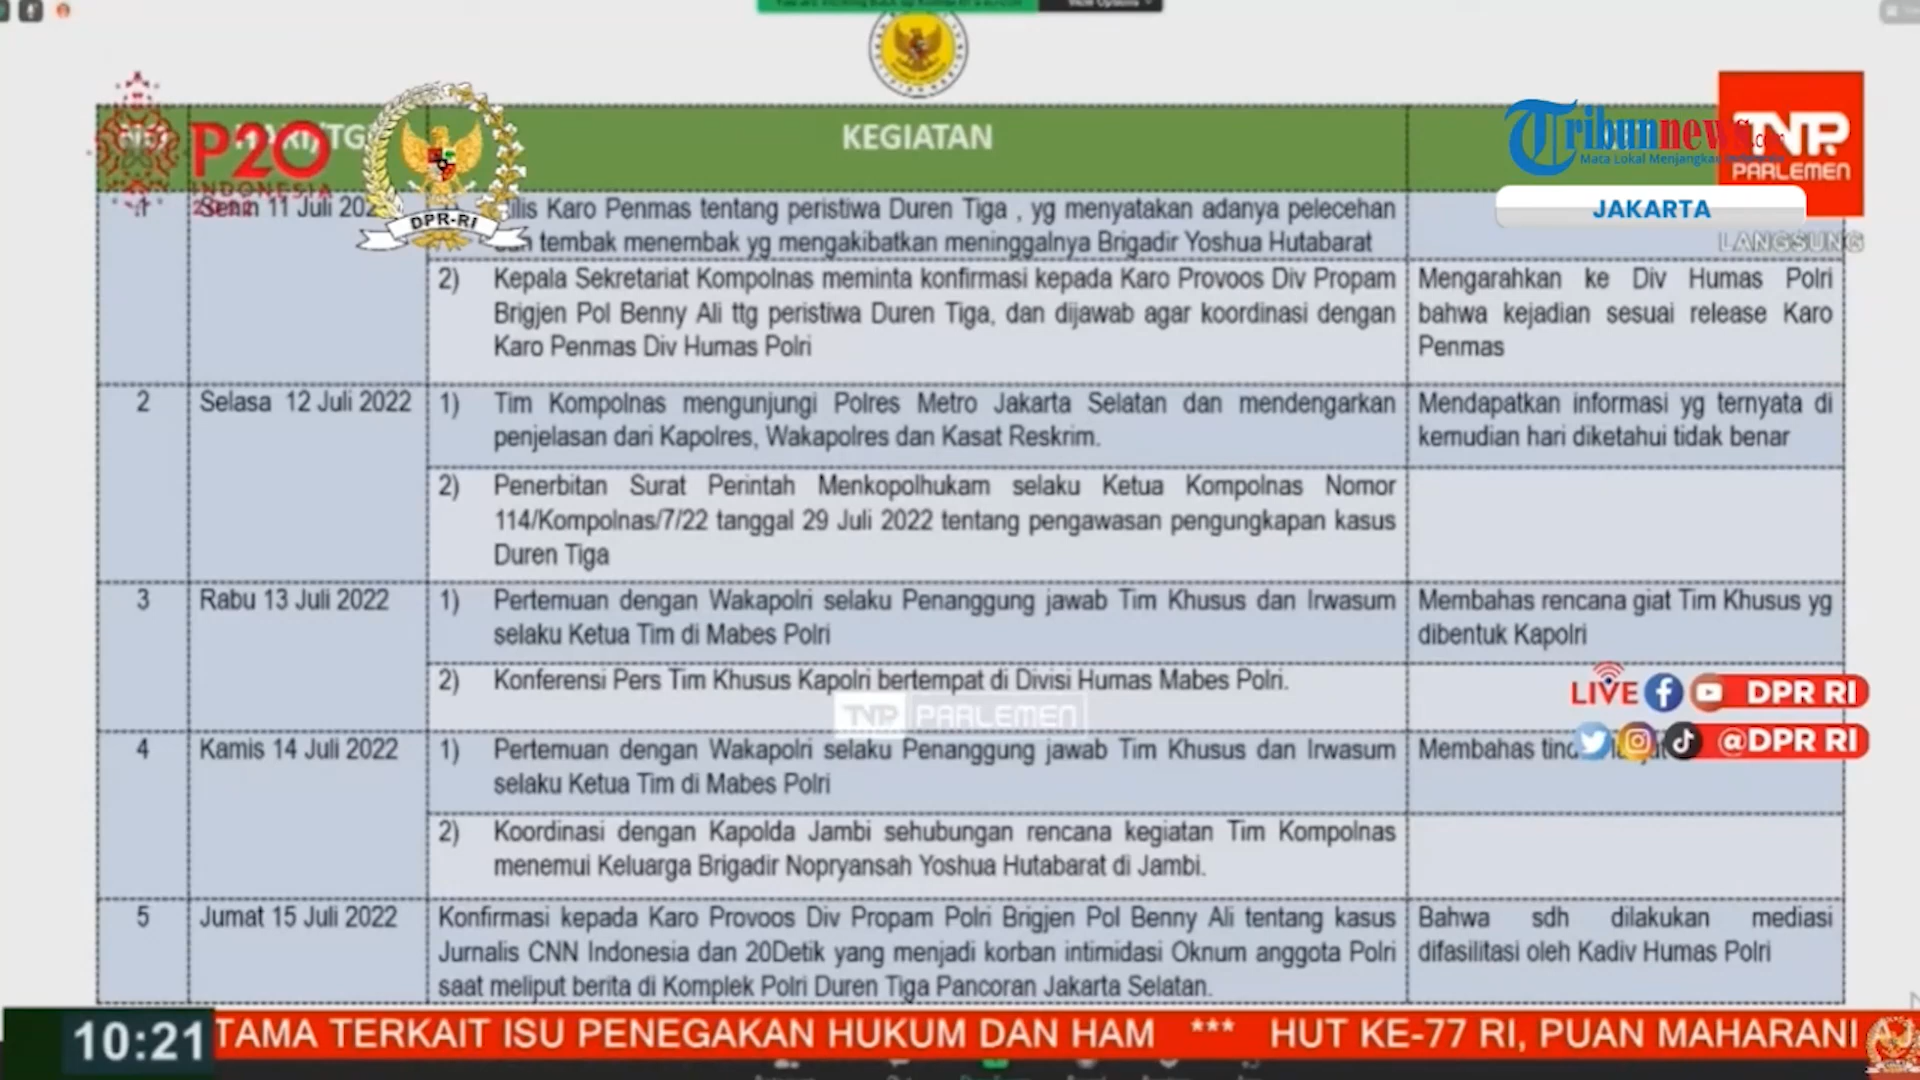 P20
INDONESIA
DPR-RI
KEGIATAN
Tribunnews.com
Mata Lokal Menjangkau Indonesia
TVP.
PARLEMEN
JAKARTA
LANGSUNG
1
Senin 11 Juli 202
Rilis Karo Penmas tentang peristiwa Duren Tiga , yg menyatakan adanya pelecehan
dan tembak menembak yg mengakibatkan meninggalnya Brigadir Yoshua Hutabarat
2) Kepala Sekretariat Kompolnas meminta konfirmasi kepada Karo Provoos Div Propam
Brigjen Pol Benny Ali ttg peristiwa Duren Tiga, dan dijawab agar koordinasi dengan
Karo Penmas Div Humas Polri
Mengarahkan ke Div Humas Polri
bahwa kejadian sesuai release Karo
Penmas
2
Selasa 12 Juli 2022
1) Tim Kompolnas mengunjungi Polres Metro Jakarta Selatan dan mendengarkan
penjelasan dari Kapolres, Wakapolres dan Kasat Reskrim.
Mendapatkan informasi yg ternyata di
kemudian hari diketahui tidak benar
2) Penerbitan Surat Perintah Menkopolhukam selaku Ketua Kompolnas Nomor
114/Kompolnas/7/22 tanggal 29 Juli 2022 tentang pengawasan pengungkapan kasus
Duren Tiga
3
Rabu 13 Juli 2022
1) Pertemuan dengan Wakapolri selaku Penanggung jawab Tim Khusus dan Irwasum
selaku Ketua Tim di Mabes Polri
Membahas rencana giat Tim Khusus yg
dibentuk Kapolri
2) Konferensi Pers Tim Khusus Kapolri bertempat di Divisi Humas Mabes Polri.
TVP PARLEMEN
LIVE DPR RI
@DPR RI
4
Kamis 14 Juli 2022
1) Pertemuan dengan Wakapolri selaku Penanggung jawab Tim Khusus dan Irwasum
selaku Ketua Tim di Mabes Polri
Membahas
2) Koordinasi dengan Kapolda Jambi sehubungan rencana kegiatan Tim Kompolnas
menemui Keluarga Brigadir Nopryansah Yoshua Hutabarat di Jambi.
5
Jumat 15 Juli 2022
Konfirmasi kepada Karo Provoos Div Propam Polri Brigjen Pol Benny Ali tentang kasus
Jurnalis CNN Indonesia dan 20Detik yang menjadi korban intimidasi Oknum anggota Polri
saat meliput berita di Komplek Polri Duren Tiga Pancoran Jakarta Selatan.
Bahwa sdh dilakukan mediasi
difasilitasi oleh Kadiv Humas Polri
10:21
TAMA TERKAIT ISU PENEGAKAN HUKUM DAN HAM *** HUT KE-77 RI, PUAN MAHARANI